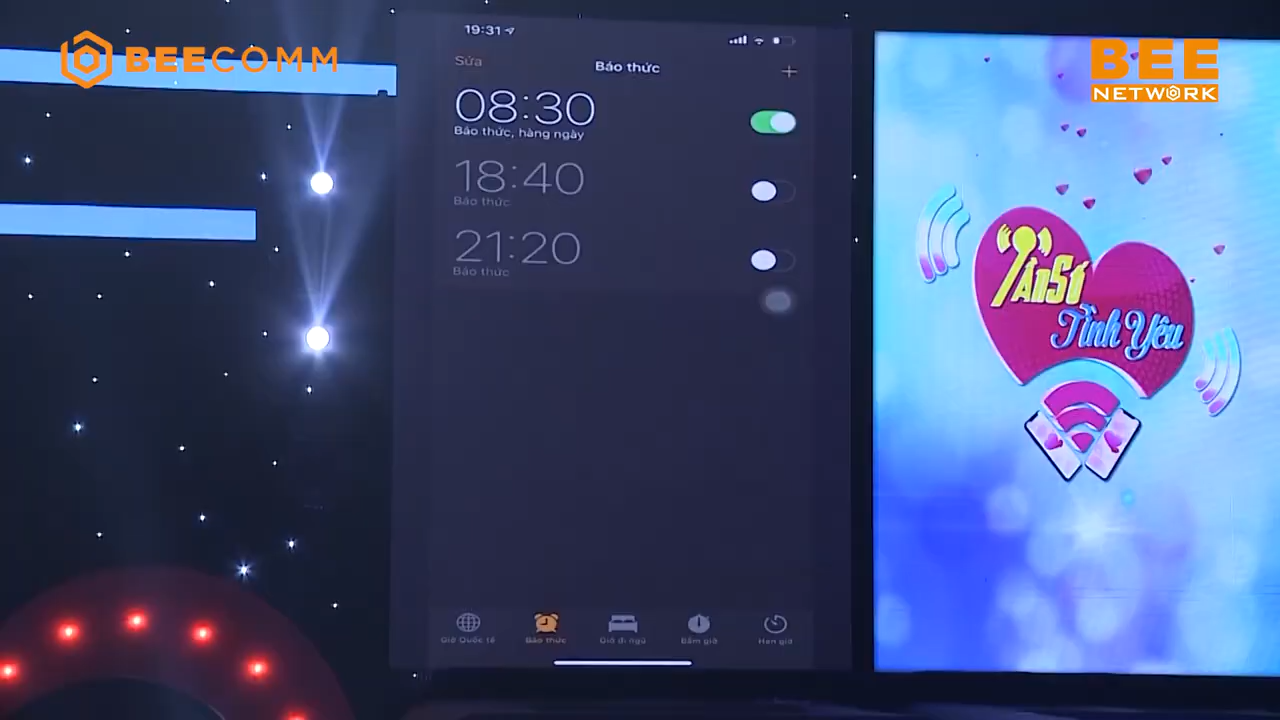 BEECOMM
19:31
Sửa
Báo thức
08:30
Báo thức, hàng ngày
18:40
Báo thức
21:20
Báo thức
Giờ Quốc tế
Báo thức
Giờ đi ngủ
Bấm giờ
Hẹn giờ
BEE
NETWORK
Tần Số
Tình Yêu